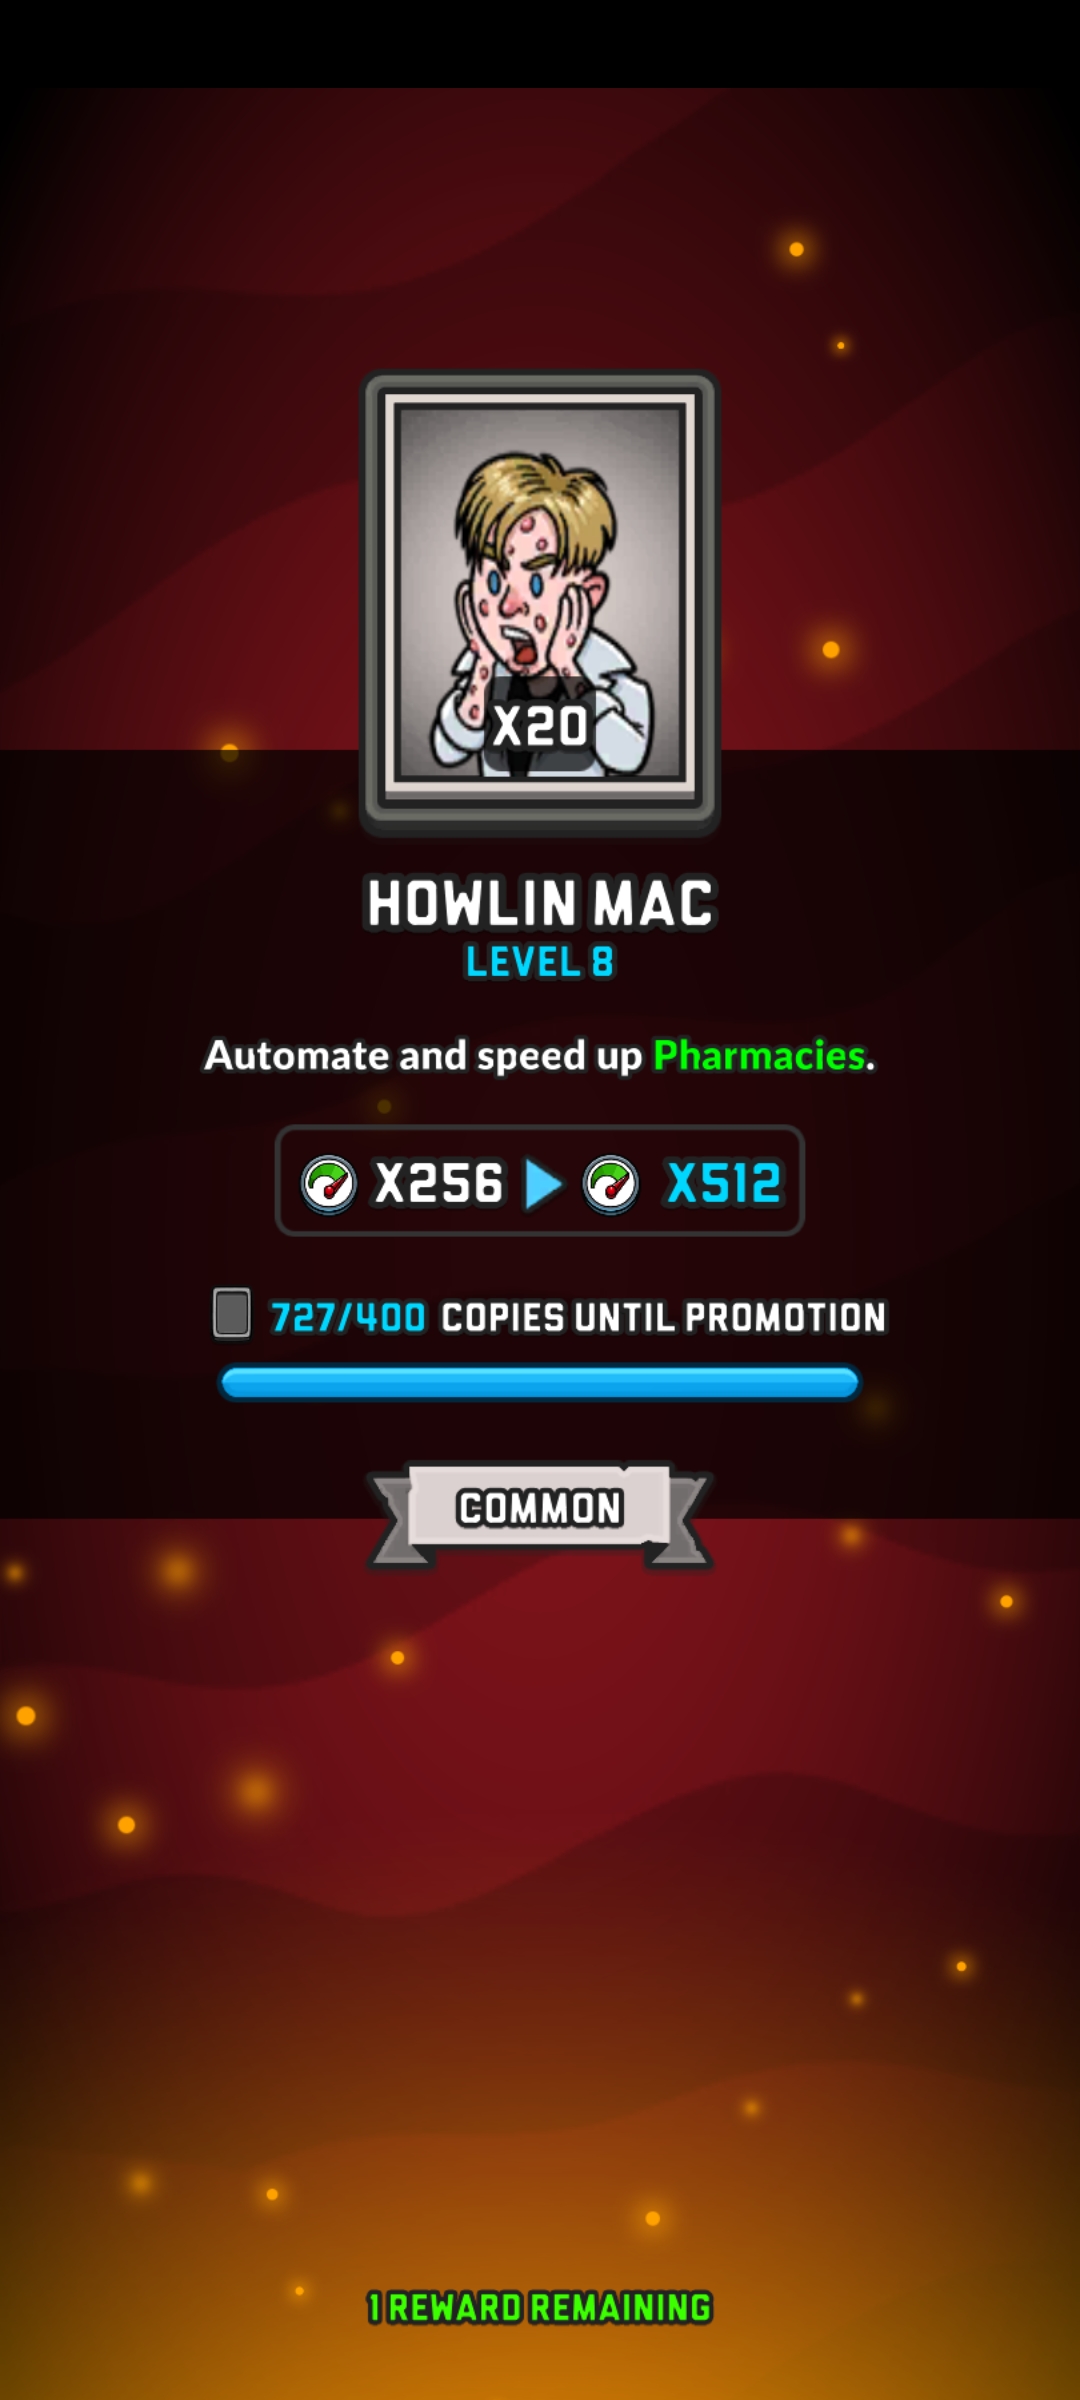 X20
HOWLIN MAC
LEVEL 8
Automate and speed up Pharmacies.
X256 X512
727/400 COPIES UNTIL PROMOTION
COMMON
1 REWARD REMAINING